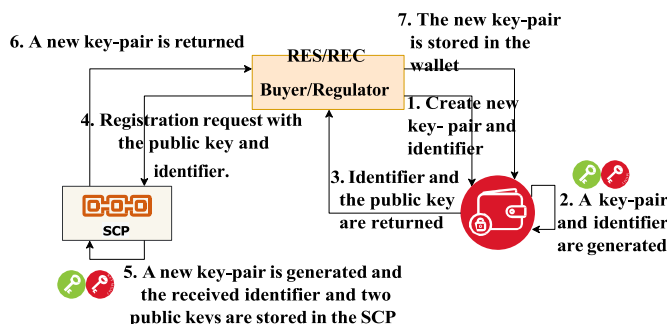 6. A new key-pair is returned
7. The new key-pair
is stored in the
wallet
RES/REC
Buyer/Regulator
1. Create new
key- pair and
identifier
4. Registration request with
the public key and
identifier.
3. Identifier and
the public key
are returned
2. A key-pair
and identifier
are generated
SCP
5. A new key-pair is generated and
the received identifier and two
public keys are stored in the SCP